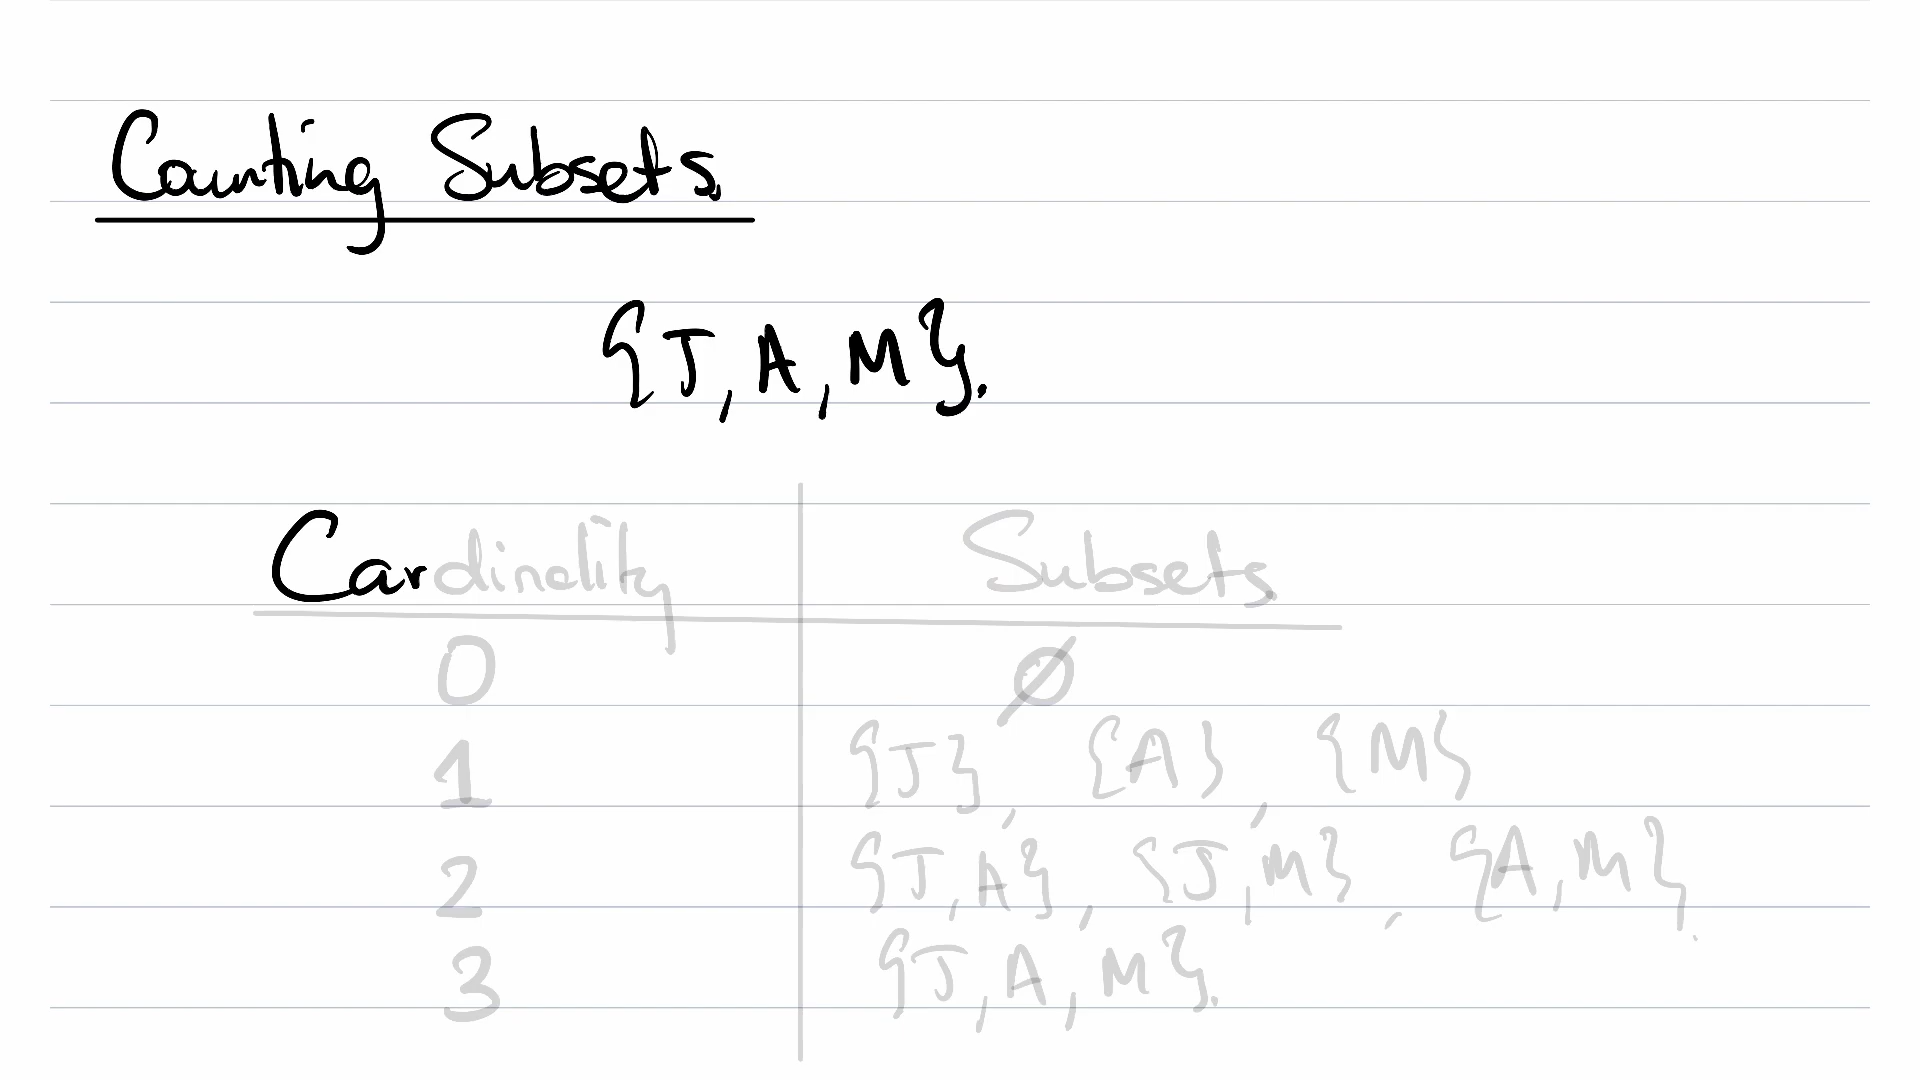 Counting Subsets
{J, A, M}.
Cardinality Subsets
0 ∅
1 {J}, {A}, {M}
2 {J, A}, {J, M}, {A, M}.
3 {J, A, M}.